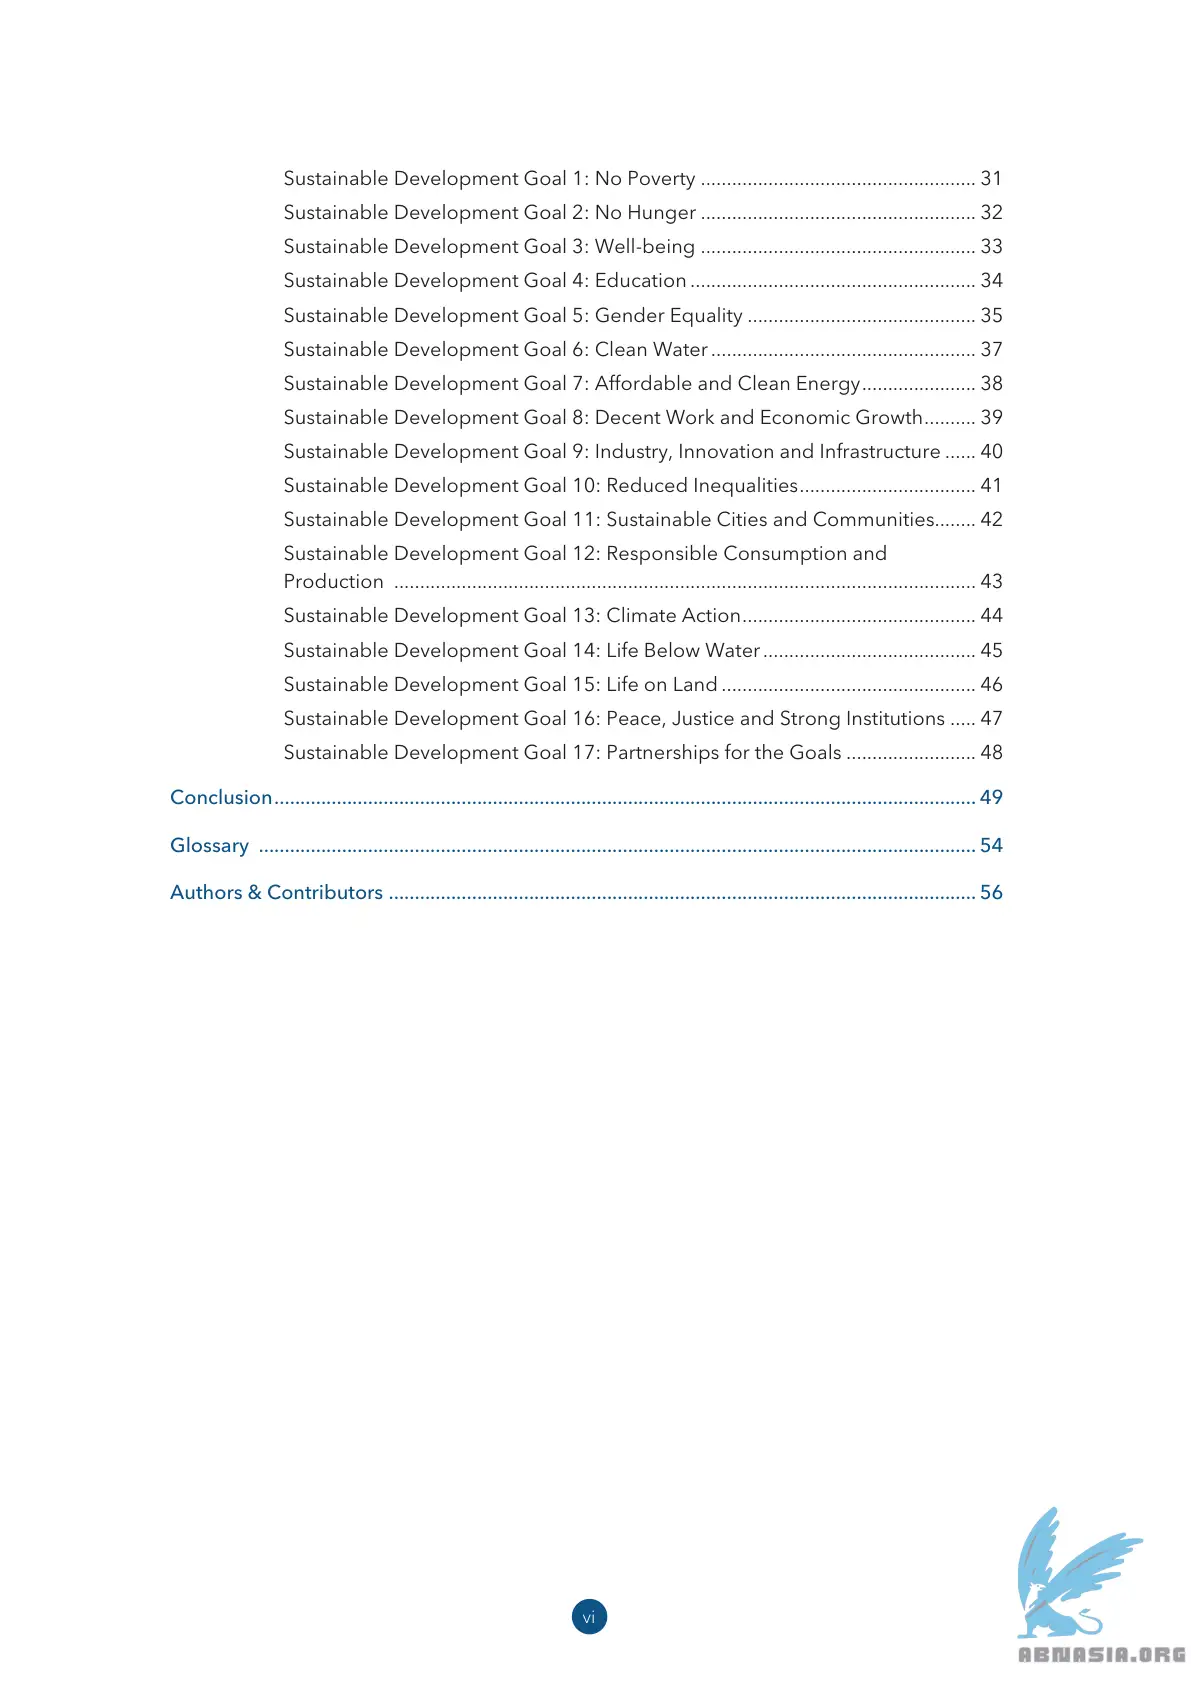 Sustainable Development Goal 1: No Poverty ..................................................... 31
Sustainable Development Goal 2: No Hunger ..................................................... 32
Sustainable Development Goal 3: Well-being ..................................................... 33
Sustainable Development Goal 4: Education ....................................................... 34
Sustainable Development Goal 5: Gender Equality ............................................ 35
Sustainable Development Goal 6: Clean Water ................................................... 37
Sustainable Development Goal 7: Affordable and Clean Energy...................... 38
Sustainable Development Goal 8: Decent Work and Economic Growth.......... 39
Sustainable Development Goal 9: Industry, Innovation and Infrastructure ...... 40
Sustainable Development Goal 10: Reduced Inequalities.................................. 41
Sustainable Development Goal 11: Sustainable Cities and Communities........ 42
Sustainable Development Goal 12: Responsible Consumption and
Production ................................................................................................................ 43
Sustainable Development Goal 13: Climate Action............................................. 44
Sustainable Development Goal 14: Life Below Water ......................................... 45
Sustainable Development Goal 15: Life on Land ................................................. 46
Sustainable Development Goal 16: Peace, Justice and Strong Institutions ..... 47
Sustainable Development Goal 17: Partnerships for the Goals ......................... 48
Conclusion....................................................................................................................................... 49
Glossary .......................................................................................................................................... 54
Authors & Contributors ................................................................................................................. 56
vi
ABNASIA.ORG